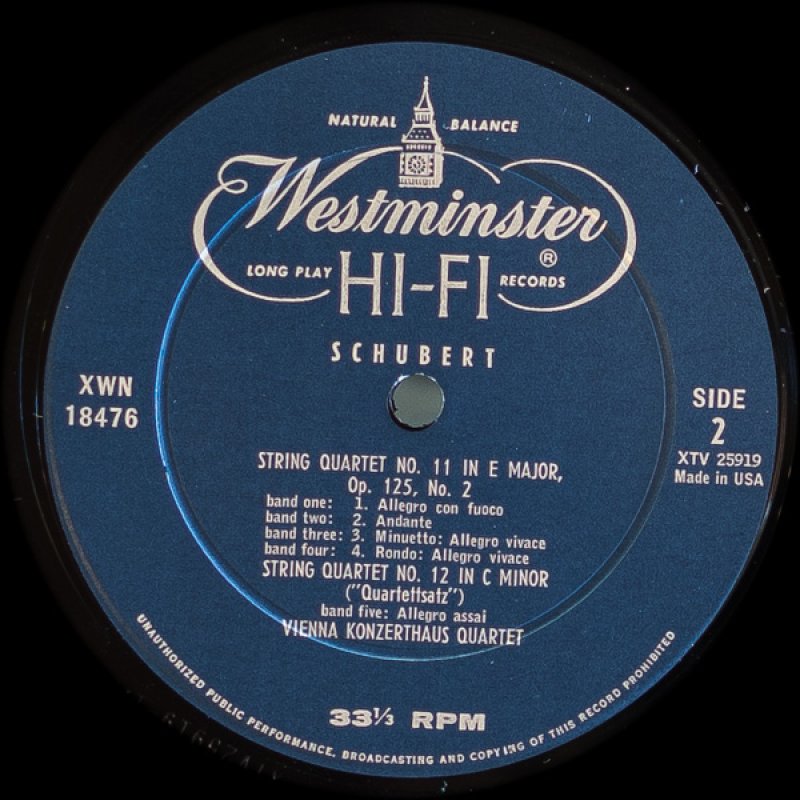 NATURAL BALANCE
Westminster ®
LONG PLAY HI-FI RECORDS
SCHUBERT
XWN
18476
SIDE
2
XTV 25919
Made in USA
STRING QUARTET NO. 11 IN E MAJOR,
Op. 125, No. 2
band one: 1. Allegro con fuoco
band two: 2. Andante
band three: 3. Minuetto: Allegro vivace
band four: 4. Rondo: Allegro vivace
STRING QUARTET NO. 12 IN C MINOR
("Quartettsatz")
band five: Allegro assai
VIENNA KONZERTHAUS QUARTET
33⅓ RPM
UNAUTHORIZED PUBLIC PERFORMANCE, BROADCASTING AND COPYING OF THIS RECORD PROHIBITED